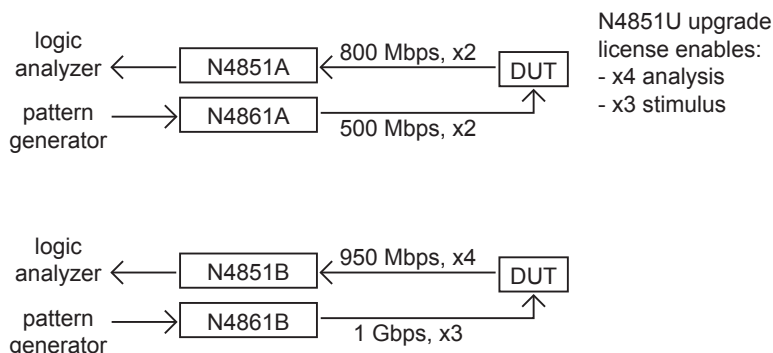 logic
analyzer
N4851A
800 Mbps, x2
DUT
pattern
generator
N4861A
500 Mbps, x2
N4851U upgrade
license enables:
- x4 analysis
- x3 stimulus
logic
analyzer
N4851B
950 Mbps, x4
DUT
pattern
generator
N4861B
1 Gbps, x3